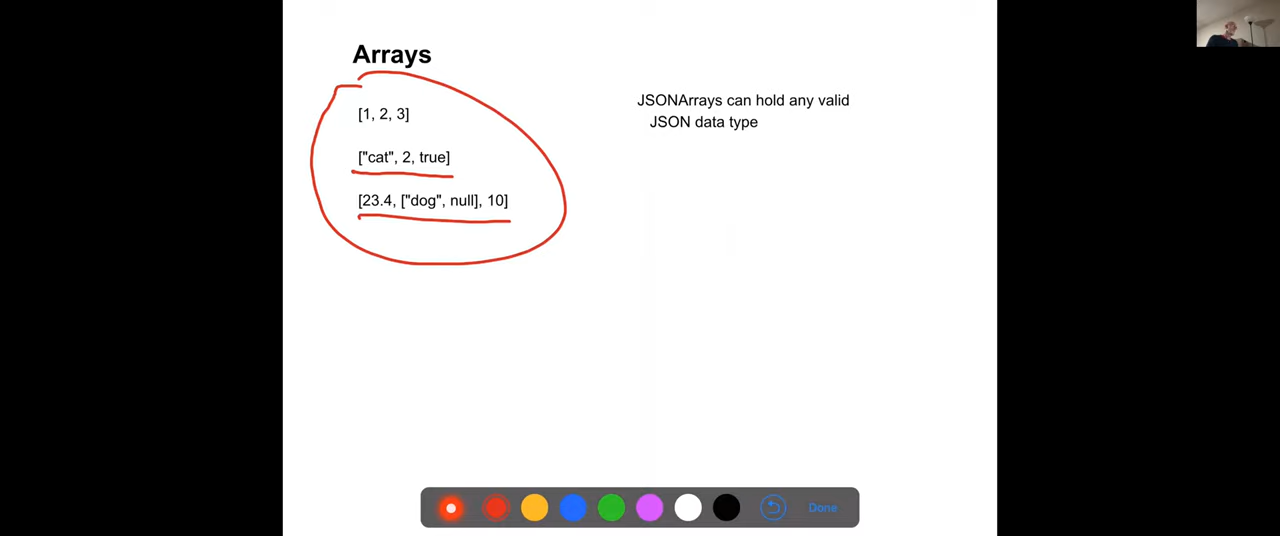 Arrays
[1, 2, 3]
["cat", 2, true]
[23.4, ["dog", null], 10]
JSONArrays can hold any valid
JSON data type
Done